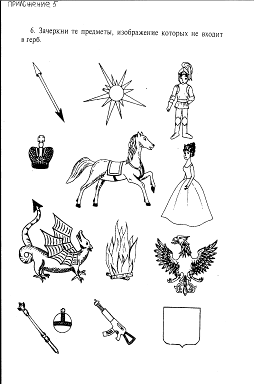 Приложение 5
6. Зачеркни те предметы, изображение которых не входит
в герб.